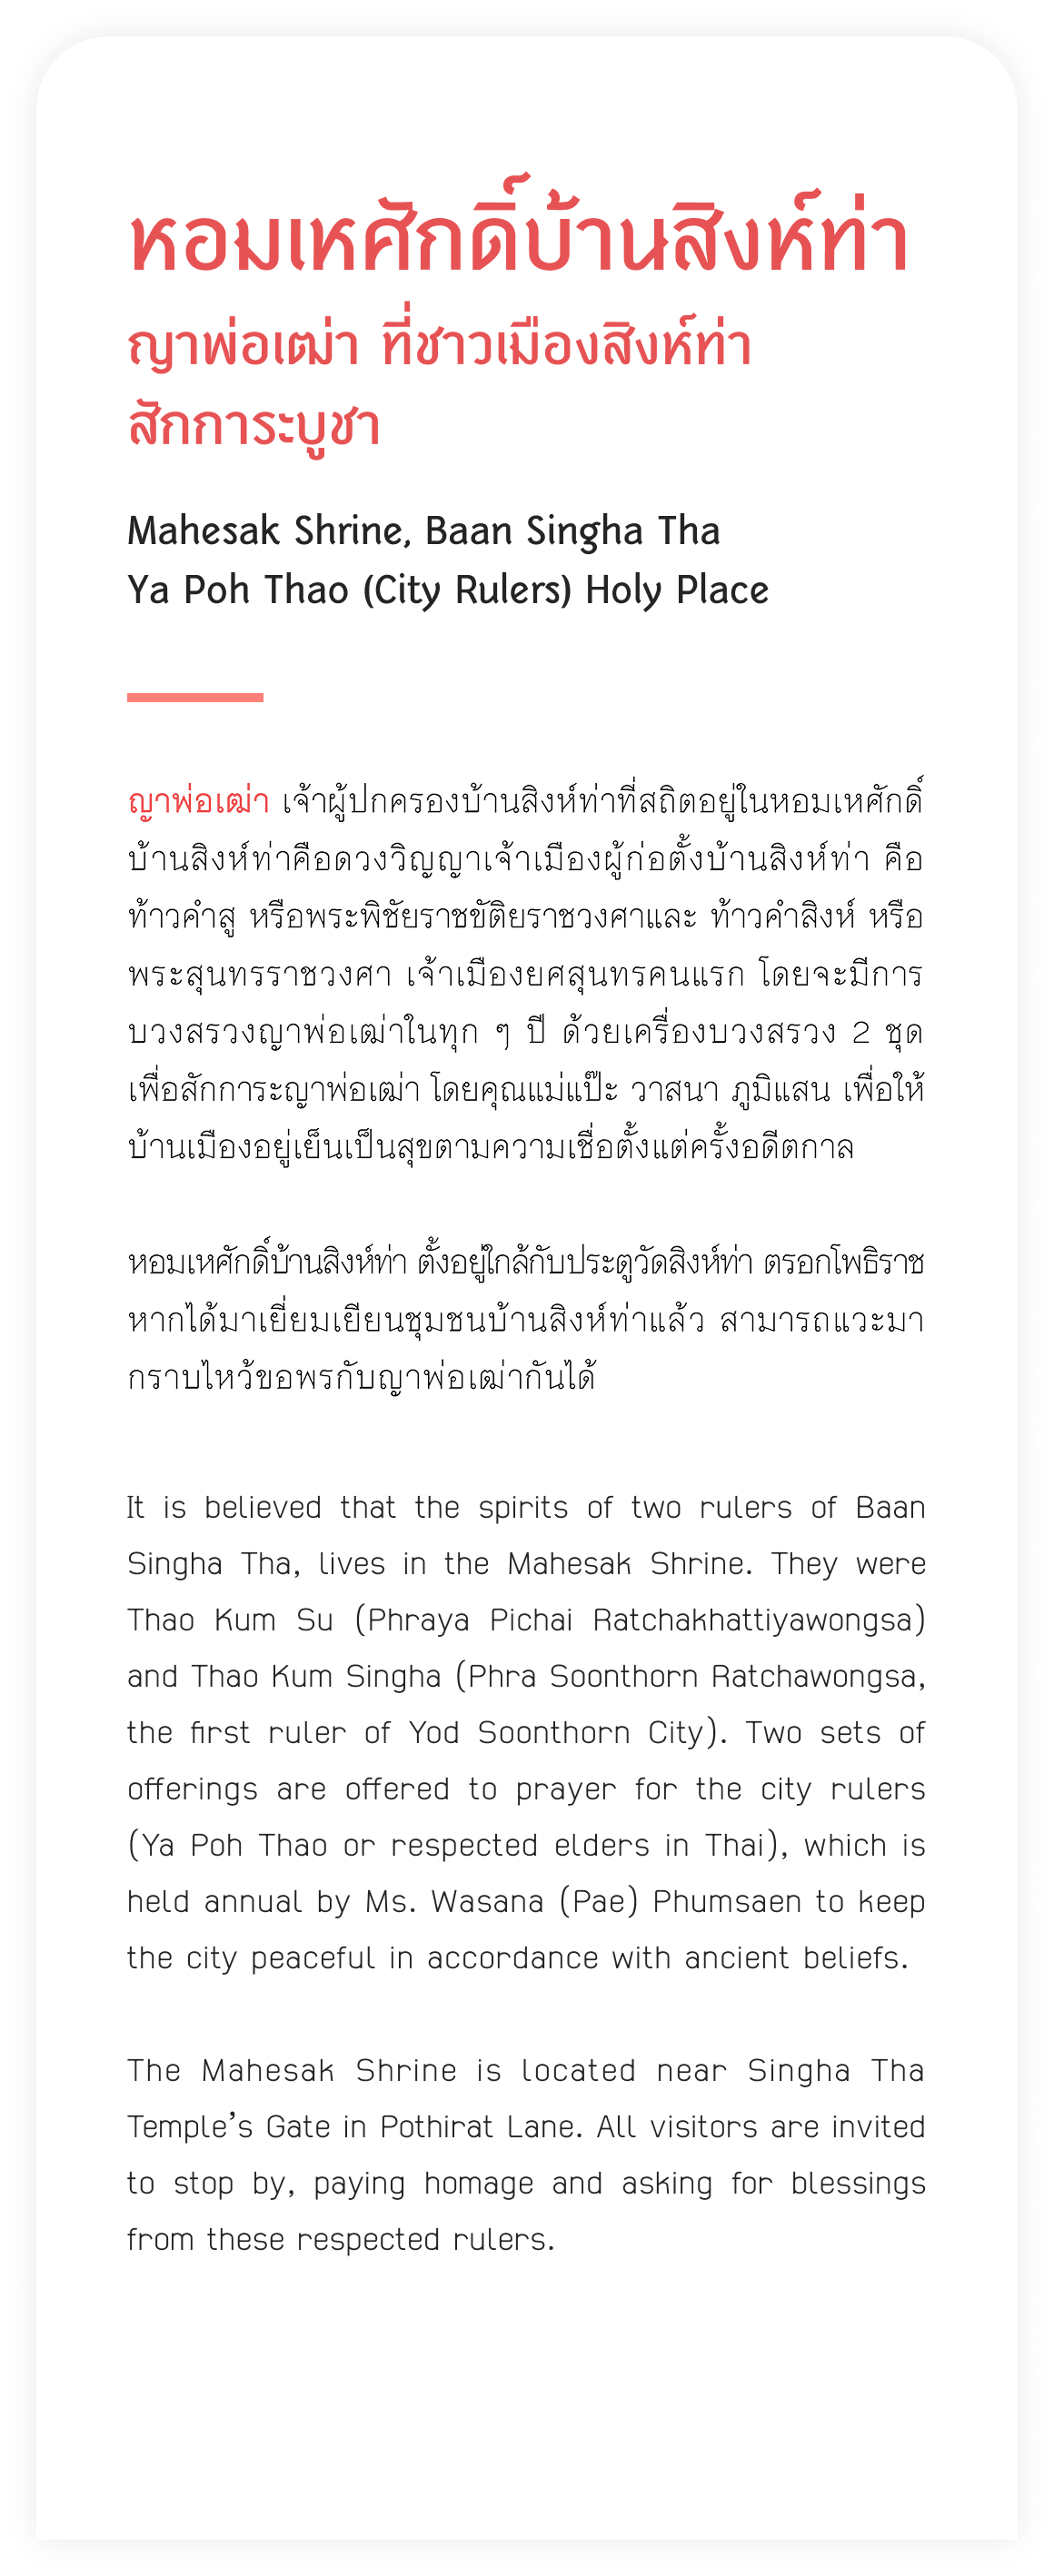 หอมเหศักดิ์บ้านสิงห์ท่า
ญาพ่อเฒ่า ที่ชาวเมืองสิงห์ท่า
สักการะบูชา
Mahesak Shrine, Baan Singha Tha
Ya Poh Thao (City Rulers) Holy Place
ญาพ่อเฒ่า เจ้าผู้ปกครองบ้านสิงห์ท่าที่สถิตอยู่ในหอมเหศักดิ์
บ้านสิงห์ท่าคือดวงวิญญาเจ้าเมืองผู้ก่อตั้งบ้านสิงห์ท่า คือ
ท้าวคำสู หรือพระพิชัยราชขัติยราชวงศาและ ท้าวคำสิงห์ หรือ
พระสุนทรราชวงศา เจ้าเมืองยศสุนทรคนแรก โดยจะมีการ
บวงสรวงญาพ่อเฒ่าในทุก ๆ ปี ด้วยเครื่องบวงสรวง 2 ชุด
เพื่อสักการะญาพ่อเฒ่า โดยคุณแม่แป๊ะ วาสนา ภูมิแสน เพื่อให้
บ้านเมืองอยู่เย็นเป็นสุขตามความเชื่อตั้งแต่ครั้งอดีตกาล
หอมเหศักดิ์บ้านสิงห์ท่า ตั้งอยู่ใกล้กับประตูวัดสิงห์ท่า ตรอกโพธิราช
หากได้มาเยี่ยมเยียนชุมชนบ้านสิงห์ท่าแล้ว สามารถแวะมา
กราบไหว้ขอพรกับญาพ่อเฒ่ากันได้
It is believed that the spirits of two rulers of Baan
Singha Tha, lives in the Mahesak Shrine. They were
Thao Kum Su (Phraya Pichai Ratchakhattiyawongsa)
and Thao Kum Singha (Phra Soonthorn Ratchawongsa,
the first ruler of Yod Soonthorn City). Two sets of
offerings are offered to prayer for the city rulers
(Ya Poh Thao or respected elders in Thai), which is
held annual by Ms. Wasana (Pae) Phumsaen to keep
the city peaceful in accordance with ancient beliefs.
The Mahesak Shrine is located near Singha Tha
Temple’s Gate in Pothirat Lane. All visitors are invited
to stop by, paying homage and asking for blessings
from these respected rulers.